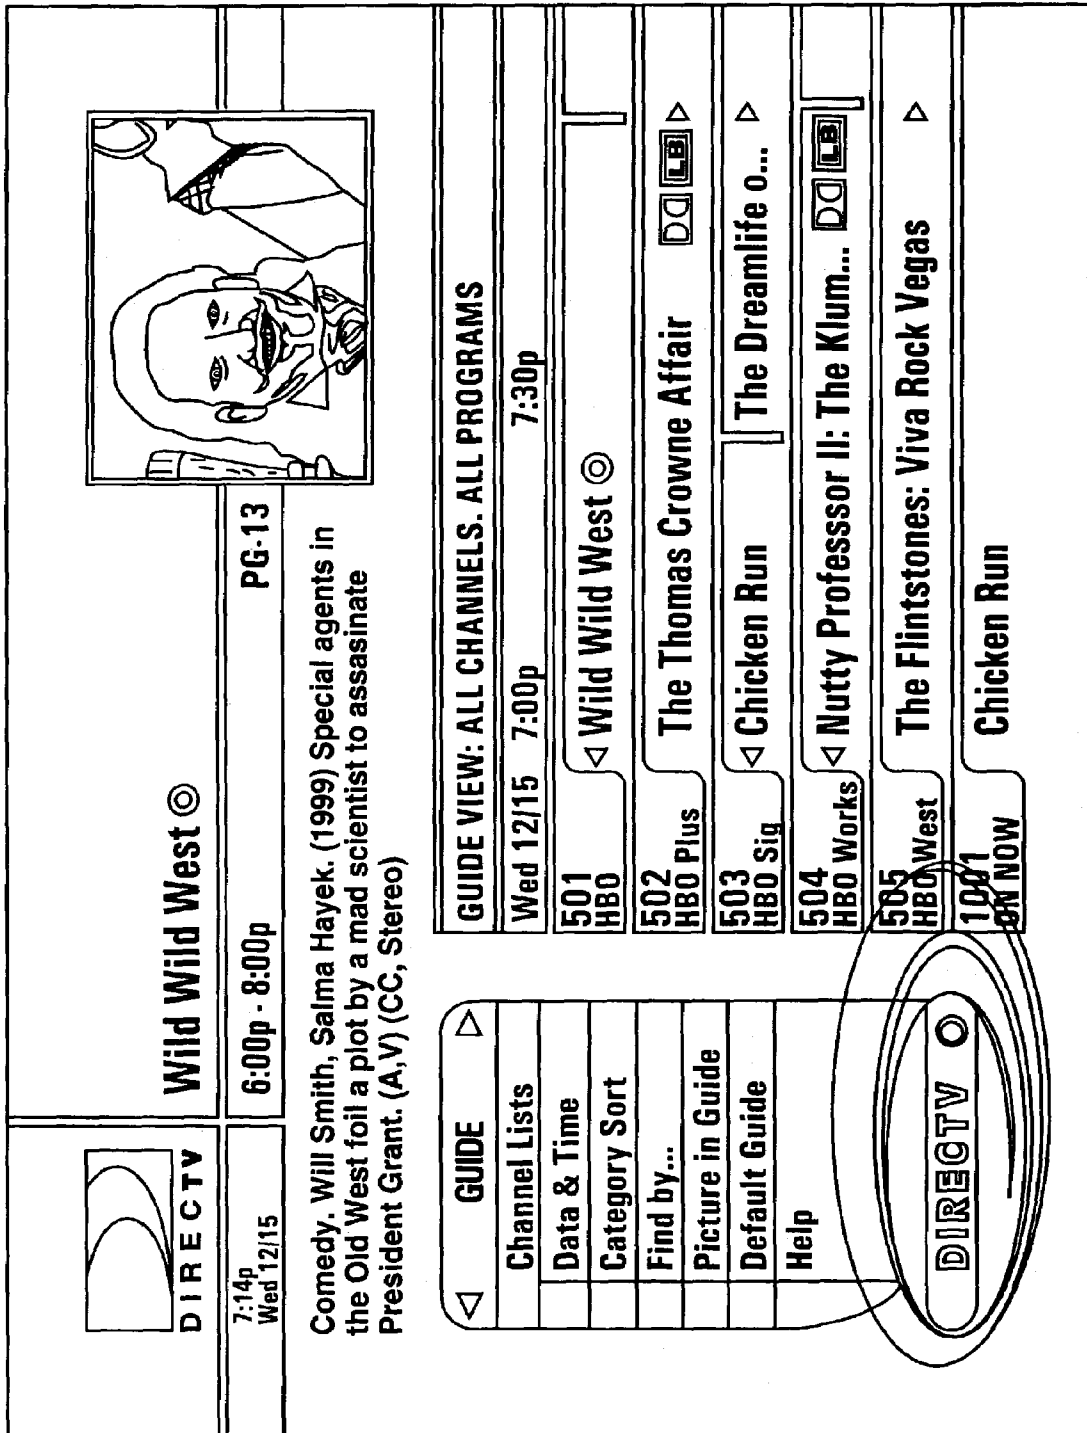 DIRECTV
Wild Wild West
7:14p
Wed 12/15
6:00p - 8:00p
PG-13
Comedy. Will Smith, Salma Hayek. (1999) Special agents in
the Old West foil a plot by a mad scientist to assasinate
President Grant. (A,V) (CC, Stereo)
GUIDE
Channel Lists
Data & Time
Category Sort
Find by...
Picture in Guide
Default Guide
Help
DIRECTV
GUIDE VIEW: ALL CHANNELS. ALL PROGRAMS
Wed 12/15 7:00p 7:30p
501
HBO
Wild Wild West
502
HBO Plus
The Thomas Crowne Affair
LB
503
HBO Sig
Chicken Run
The Dreamlife o...
504
HBO Works
Nutty Professsor II: The Klum...
LB
505
HBO West
The Flintstones: Viva Rock Vegas
1001
ON NOW
Chicken Run